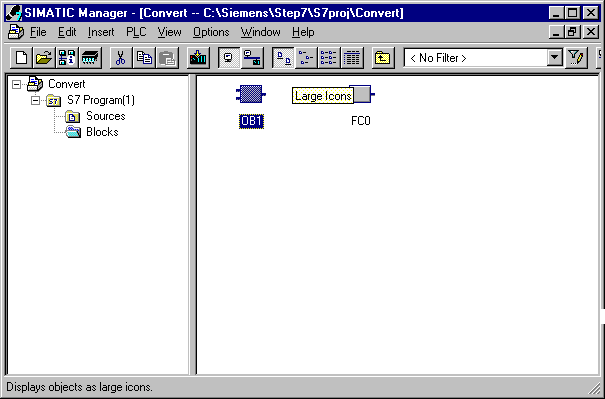 SIMATIC Manager - [Convert -- C:\Siemens\Step7\S7proj\Convert]
File Edit Insert PLC View Options Window Help
< No Filter >
Convert
S7 Program(1)
Sources
Blocks
Large Icons
OB1
FC0
Displays objects as large icons.